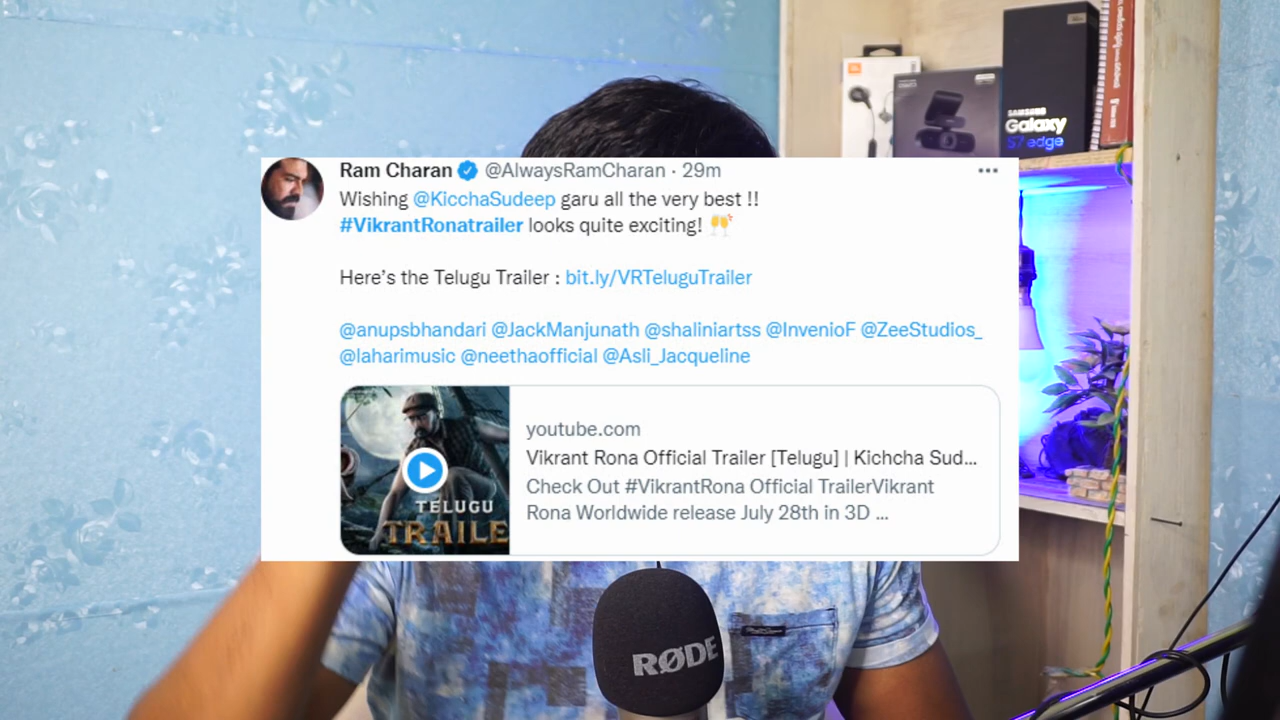 SAMSUNG
Galaxy
S7 edge
Ram Charan @AlwaysRamCharan · 29m
Wishing @KicchaSudeep garu all the very best !!
#VikrantRonatrailer looks quite exciting! 🥂
Here’s the Telugu Trailer : bit.ly/VRTeluguTrailer
@anupsbhandari @JackManjunath @shaliniartss @InvenioF @ZeeStudios_
@laharimusic @neethaofficial @Asli_Jacqueline
TELUGU
TRAILE
youtube.com
Vikrant Rona Official Trailer [Telugu] | Kichcha Sud...
Check Out #VikrantRona Official TrailerVikrant
Rona Worldwide release July 28th in 3D ...
RØDE